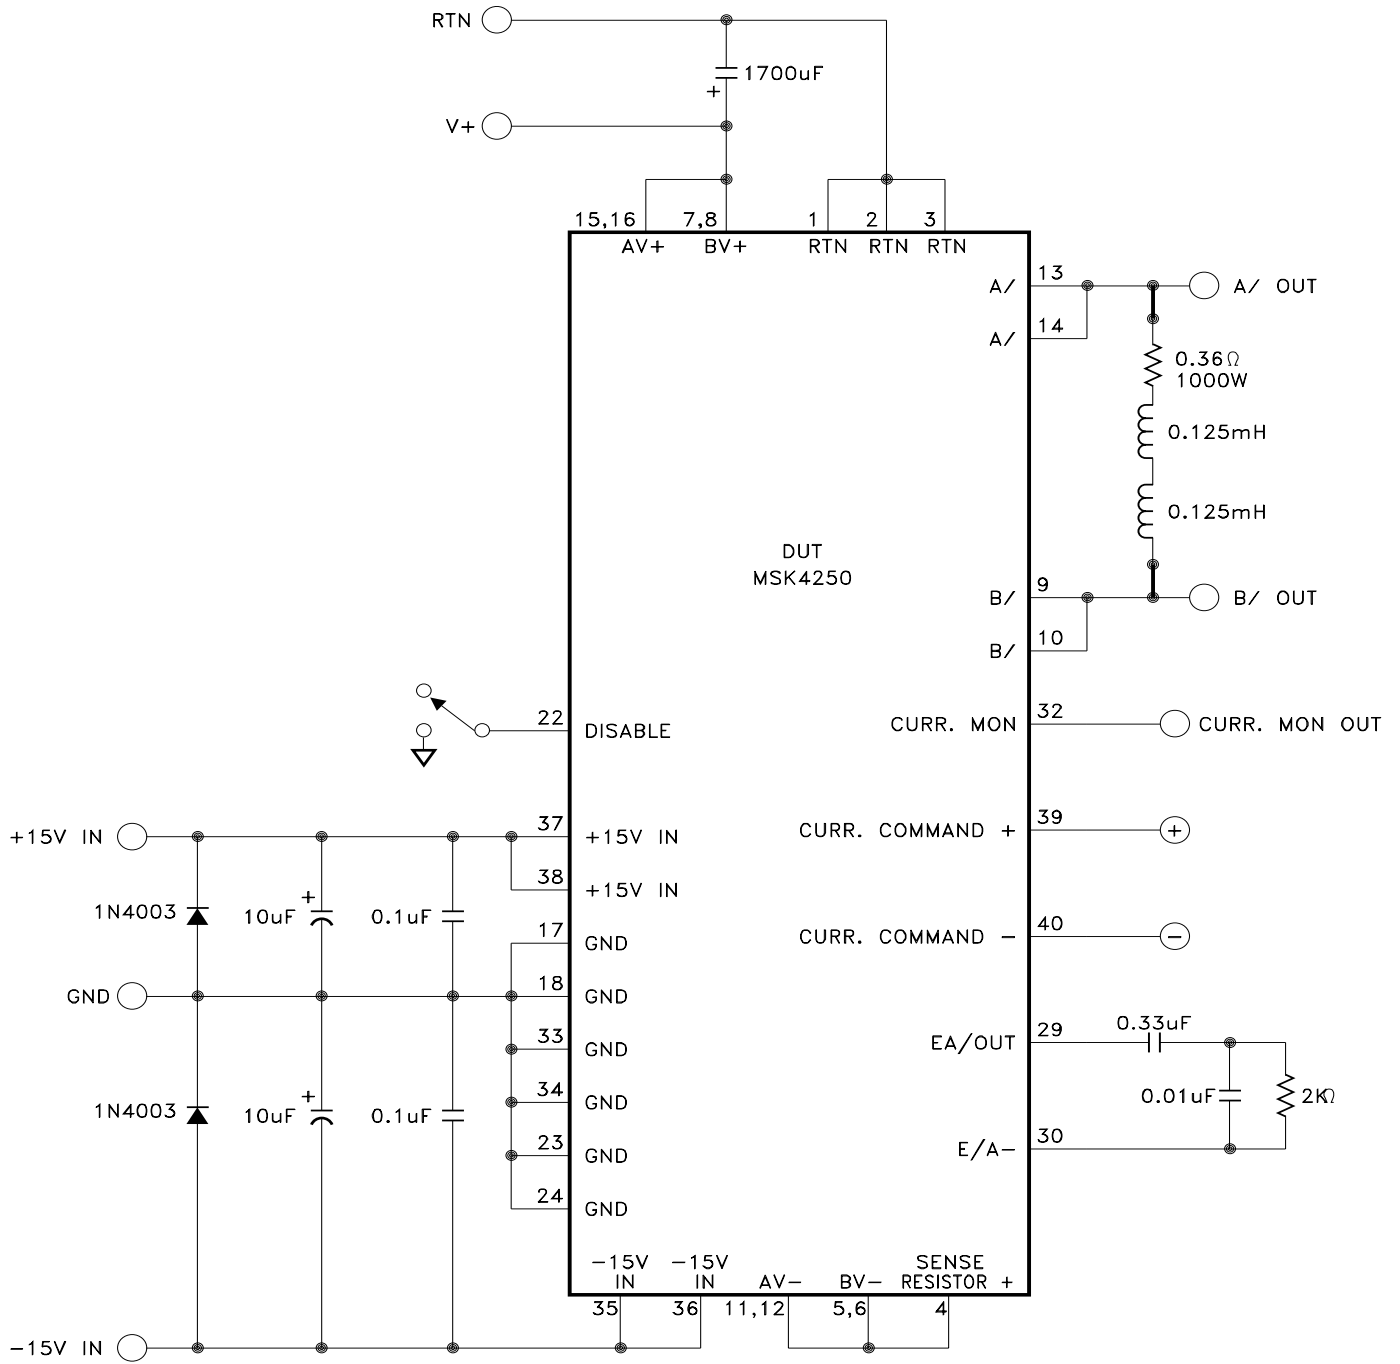 RTN
1700uF
+
V+
15,16
7,8
1
2
3
AV+
BV+
RTN
RTN
RTN
A/
13
A/ OUT
A/
14
0.36Ω
1000W
0.125mH
0.125mH
DUT
MSK4250
B/
9
B/ OUT
B/
10
22
DISABLE
CURR. MON
32
CURR. MON OUT
+15V IN
37
+15V IN
38
+15V IN
CURR. COMMAND +
39
+
1N4003
+
10uF
0.1uF
17
GND
CURR. COMMAND -
40
-
GND
18
GND
33
GND
EA/OUT
29
0.33uF
34
GND
0.01uF
2KΩ
1N4003
+
10uF
0.1uF
23
GND
E/A-
30
24
GND
-15V
IN
-15V
IN
AV-
BV-
SENSE
RESISTOR +
35
36
11,12
5,6
4
-15V IN